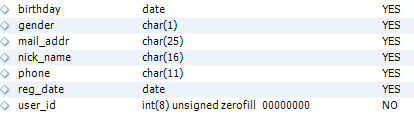 birthday date YES
gender char(1) YES
mail_addr char(25) YES
nick_name char(16) YES
phone char(11) YES
reg_date date YES
user_id int(8) unsigned zerofill 00000000 NO